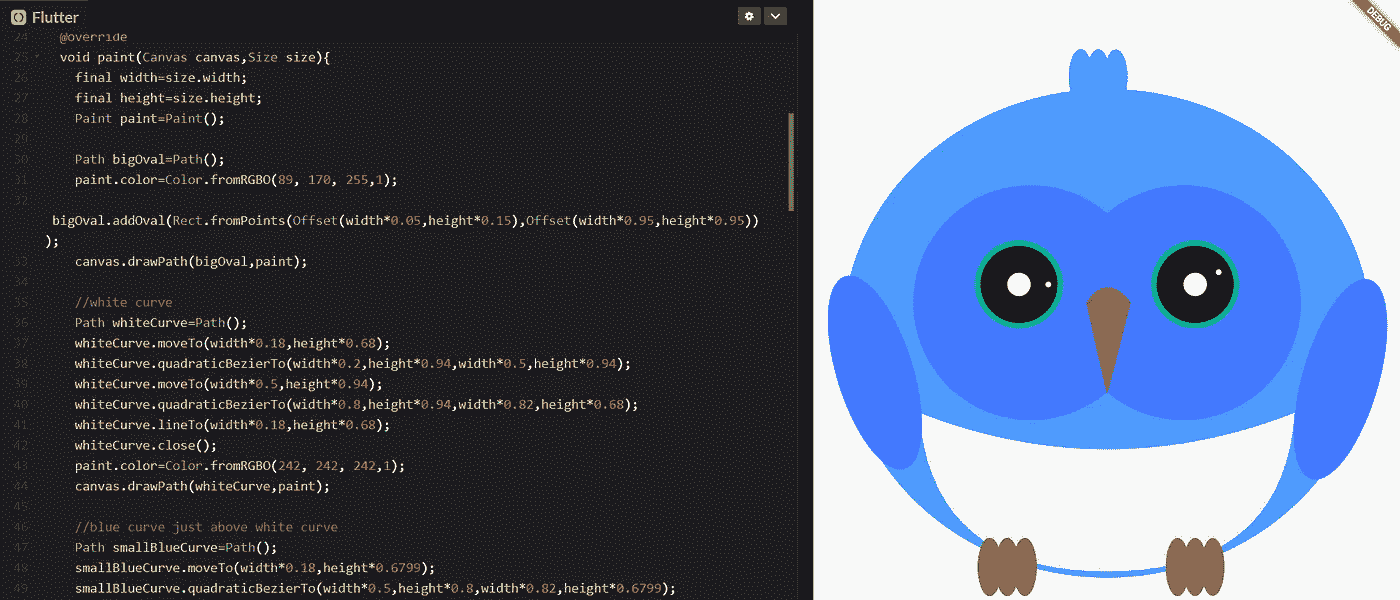 Flutter
DEBUG
24 @override
25 void paint(Canvas canvas,Size size){
26 final width=size.width;
27 final height=size.height;
28 Paint paint=Paint();
29
30 Path bigOval=Path();
31 paint.color=Color.fromRGBO(89, 170, 255,1);
32
bigOval.addOval(Rect.fromPoints(Offset(width*0.05,height*0.15),Offset(width*0.95,height*0.95))
);
33 canvas.drawPath(bigOval,paint);
34
35 //white curve
36 Path whiteCurve=Path();
37 whiteCurve.moveTo(width*0.18,height*0.68);
38 whiteCurve.quadraticBezierTo(width*0.2,height*0.94,width*0.5,height*0.94);
39 whiteCurve.moveTo(width*0.5,height*0.94);
40 whiteCurve.quadraticBezierTo(width*0.8,height*0.94,width*0.82,height*0.68);
41 whiteCurve.lineTo(width*0.18,height*0.68);
42 whiteCurve.close();
43 paint.color=Color.fromRGBO(242, 242, 242,1);
44 canvas.drawPath(whiteCurve,paint);
45
46 //blue curve just above white curve
47 Path smallBlueCurve=Path();
48 smallBlueCurve.moveTo(width*0.18,height*0.6799);
49 smallBlueCurve.quadraticBezierTo(width*0.5,height*0.8,width*0.82,height*0.6799);